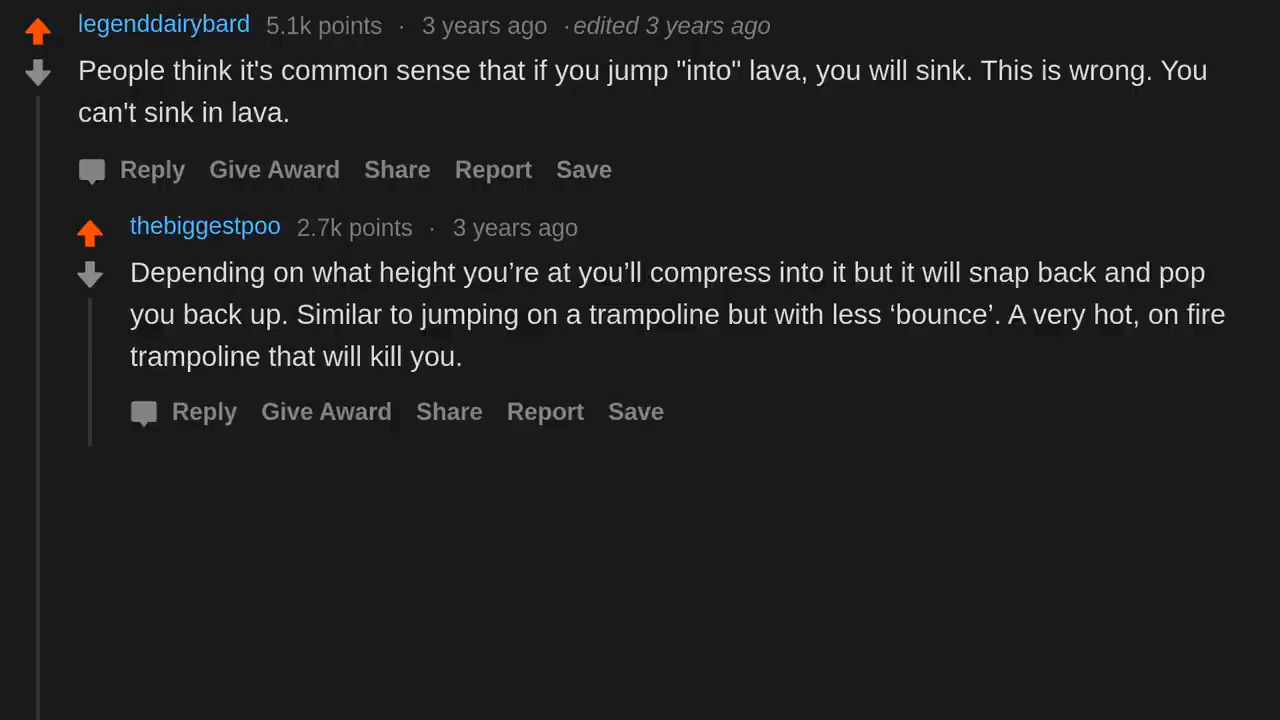 legenddairybard 5.1k points · 3 years ago · edited 3 years ago
People think it's common sense that if you jump "into" lava, you will sink. This is wrong. You
can't sink in lava.
Reply Give Award Share Report Save
thebiggestpoo 2.7k points · 3 years ago
Depending on what height you’re at you’ll compress into it but it will snap back and pop
you back up. Similar to jumping on a trampoline but with less ‘bounce’. A very hot, on fire
trampoline that will kill you.
Reply Give Award Share Report Save